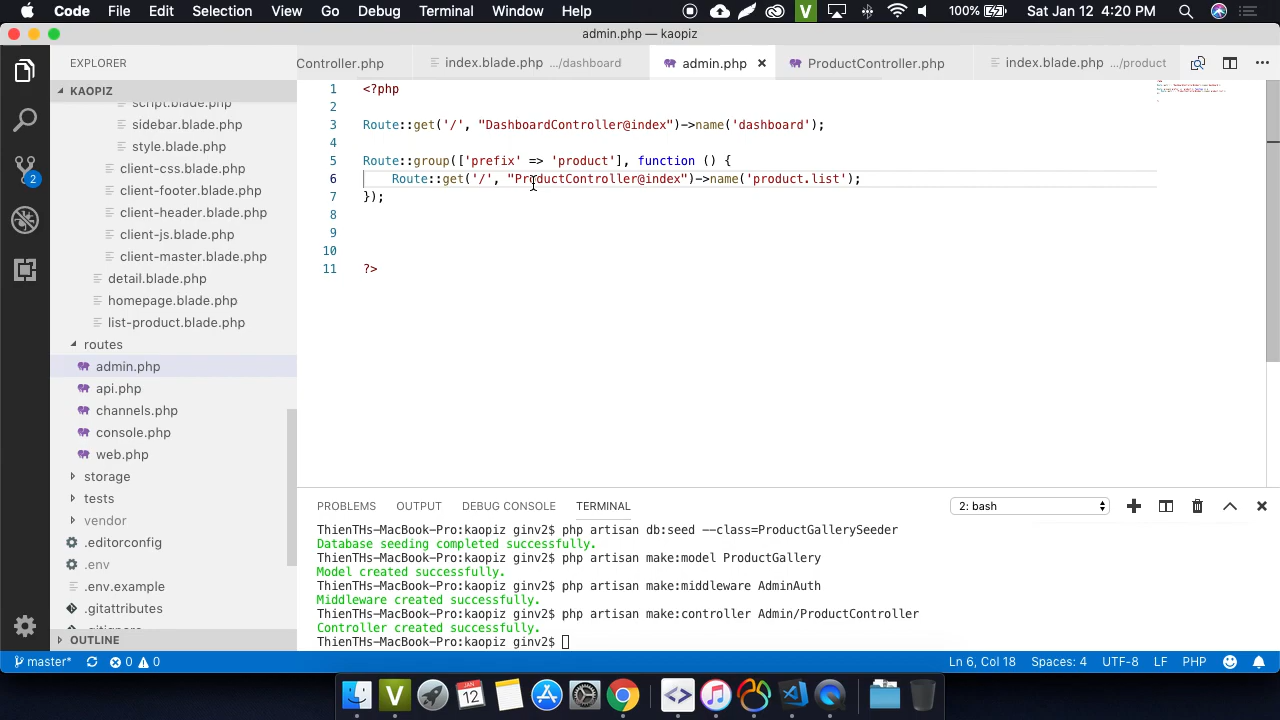 Code File Edit Selection View Go Debug Terminal Window Help 100% Sat Jan 12 4:20 PM
admin.php — kaopiz
EXPLORER
Controller.php index.blade.php .../dashboard admin.php ProductController.php index.blade.php .../product
KAOPIZ
script.blade.php
sidebar.blade.php
style.blade.php
client-css.blade.php
client-footer.blade.php
client-header.blade.php
client-js.blade.php
client-master.blade.php
detail.blade.php
homepage.blade.php
list-product.blade.php
routes
admin.php
api.php
channels.php
console.php
web.php
storage
tests
vendor
.editorconfig
.env
.env.example
.gitattributes
OUTLINE
2
1 <?php
2
3 Route::get('/', "DashboardController@index")->name('dashboard');
4
5 Route::group(['prefix' => 'product'], function () {
6 Route::get('/', "ProductController@index")->name('product.list');
7 });
8
9
10
11 ?>
PROBLEMS OUTPUT DEBUG CONSOLE TERMINAL 2: bash
ThienTHs-MacBook-Pro:kaopiz ginv2$ php artisan db:seed --class=ProductGallerySeeder
Database seeding completed successfully.
ThienTHs-MacBook-Pro:kaopiz ginv2$ php artisan make:model ProductGallery
Model created successfully.
ThienTHs-MacBook-Pro:kaopiz ginv2$ php artisan make:middleware AdminAuth
Middleware created successfully.
ThienTHs-MacBook-Pro:kaopiz ginv2$ php artisan make:controller Admin/ProductController
Controller created successfully.
ThienTHs-MacBook-Pro:kaopiz ginv2$
master* 0 0 Ln 6, Col 18 Spaces: 4 UTF-8 LF PHP